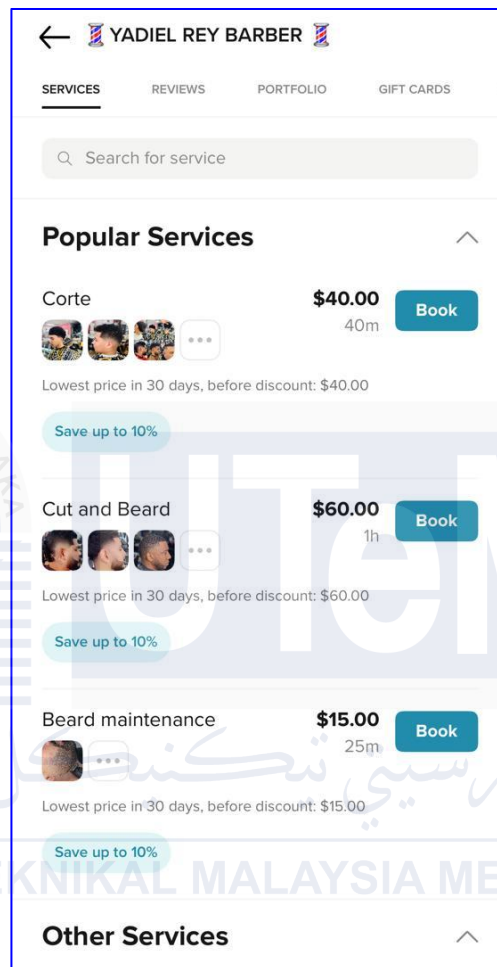 YADIEL REY BARBER
SERVICES REVIEWS PORTFOLIO GIFT CARDS
Search for service
Popular Services
Corte $40.00 Book
40m
Lowest price in 30 days, before discount: $40.00
Save up to 10%
Cut and Beard $60.00 Book
1h
Lowest price in 30 days, before discount: $60.00
Save up to 10%
Beard maintenance $15.00 Book
25m
Lowest price in 30 days, before discount: $15.00
Save up to 10%
Other Services
UTeM
MALAYSIA